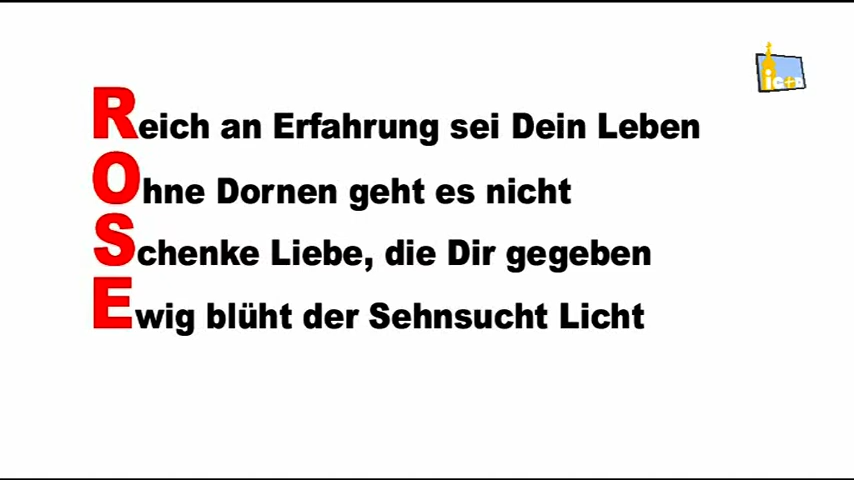 Reich an Erfahrung sei Dein Leben
Ohne Dornen geht es nicht
Schenke Liebe, die Dir gegeben
Ewig blüht der Sehnsucht Licht